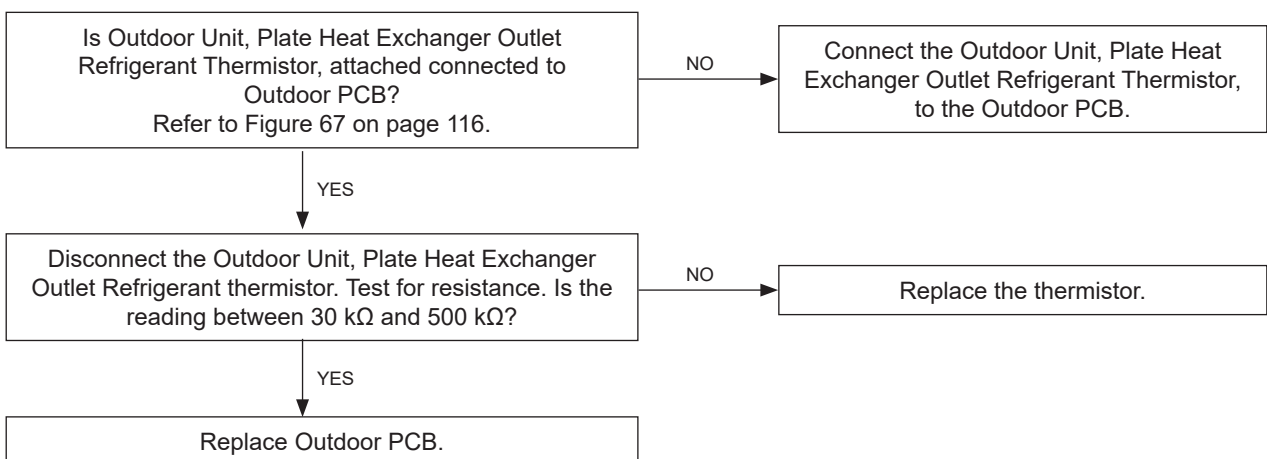 Is Outdoor Unit, Plate Heat Exchanger Outlet
Refrigerant Thermistor, attached connected to
Outdoor PCB?
Refer to Figure 67 on page 116.
NO
Connect the Outdoor Unit, Plate Heat
Exchanger Outlet Refrigerant Thermistor,
to the Outdoor PCB.
YES
Disconnect the Outdoor Unit, Plate Heat Exchanger
Outlet Refrigerant thermistor. Test for resistance. Is the
reading between 30 kΩ and 500 kΩ?
NO
Replace the thermistor.
YES
Replace Outdoor PCB.